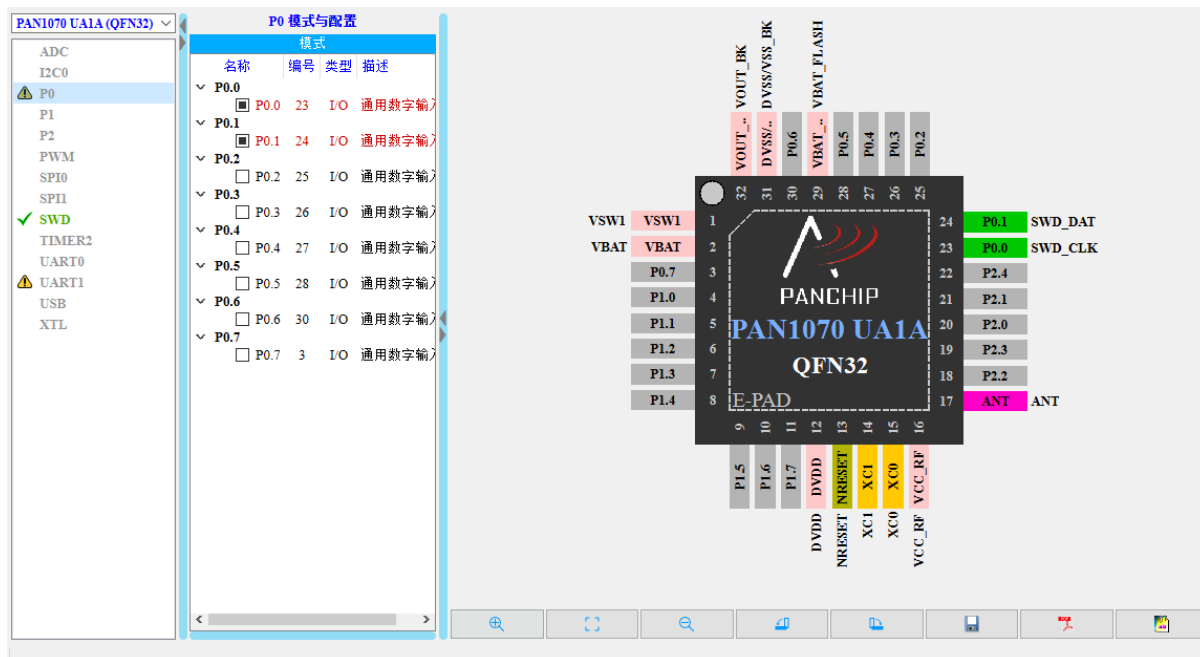 PAN1070 UA1A (QFN32)
ADC
I2C0
P0
P1
P2
PWM
SPI0
SPI1
SWD
TIMER2
UART0
UART1
USB
XTL
P0 模式与配置
模式
名称 编号 类型 描述
P0.0
P0.0 23 I/O 通用数字输入
P0.1
P0.1 24 I/O 通用数字输入
P0.2
P0.2 25 I/O 通用数字输入
P0.3
P0.3 26 I/O 通用数字输入
P0.4
P0.4 27 I/O 通用数字输入
P0.5
P0.5 28 I/O 通用数字输入
P0.6
P0.6 30 I/O 通用数字输入
P0.7
P0.7 3 I/O 通用数字输入
VOUT_BK DVSS/VSS_BK VBAT_FLASH
VOUT_.. DVSS/.. P0.6 VBAT_.. P0.5 P0.4 P0.3 P0.2
32 31 30 29 28 27 26 25
VSW1 VSW1 1
VBAT VBAT 2
P0.7 3
P1.0 4
P1.1 5
P1.2 6
P1.3 7
P1.4 8
PANCHIP
PAN1070 UA1A
QFN32
E-PAD
24 P0.1 SWD_DAT
23 P0.0 SWD_CLK
22 P2.4
21 P2.1
20 P2.0
19 P2.3
18 P2.2
17 ANT ANT
9 10 11 12 13 14 15 16
P1.5 P1.6 P1.7 DVDD NRESET XC1 XC0 VCC_RF
DVDD NRESET XC1 XC0 VCC_RF